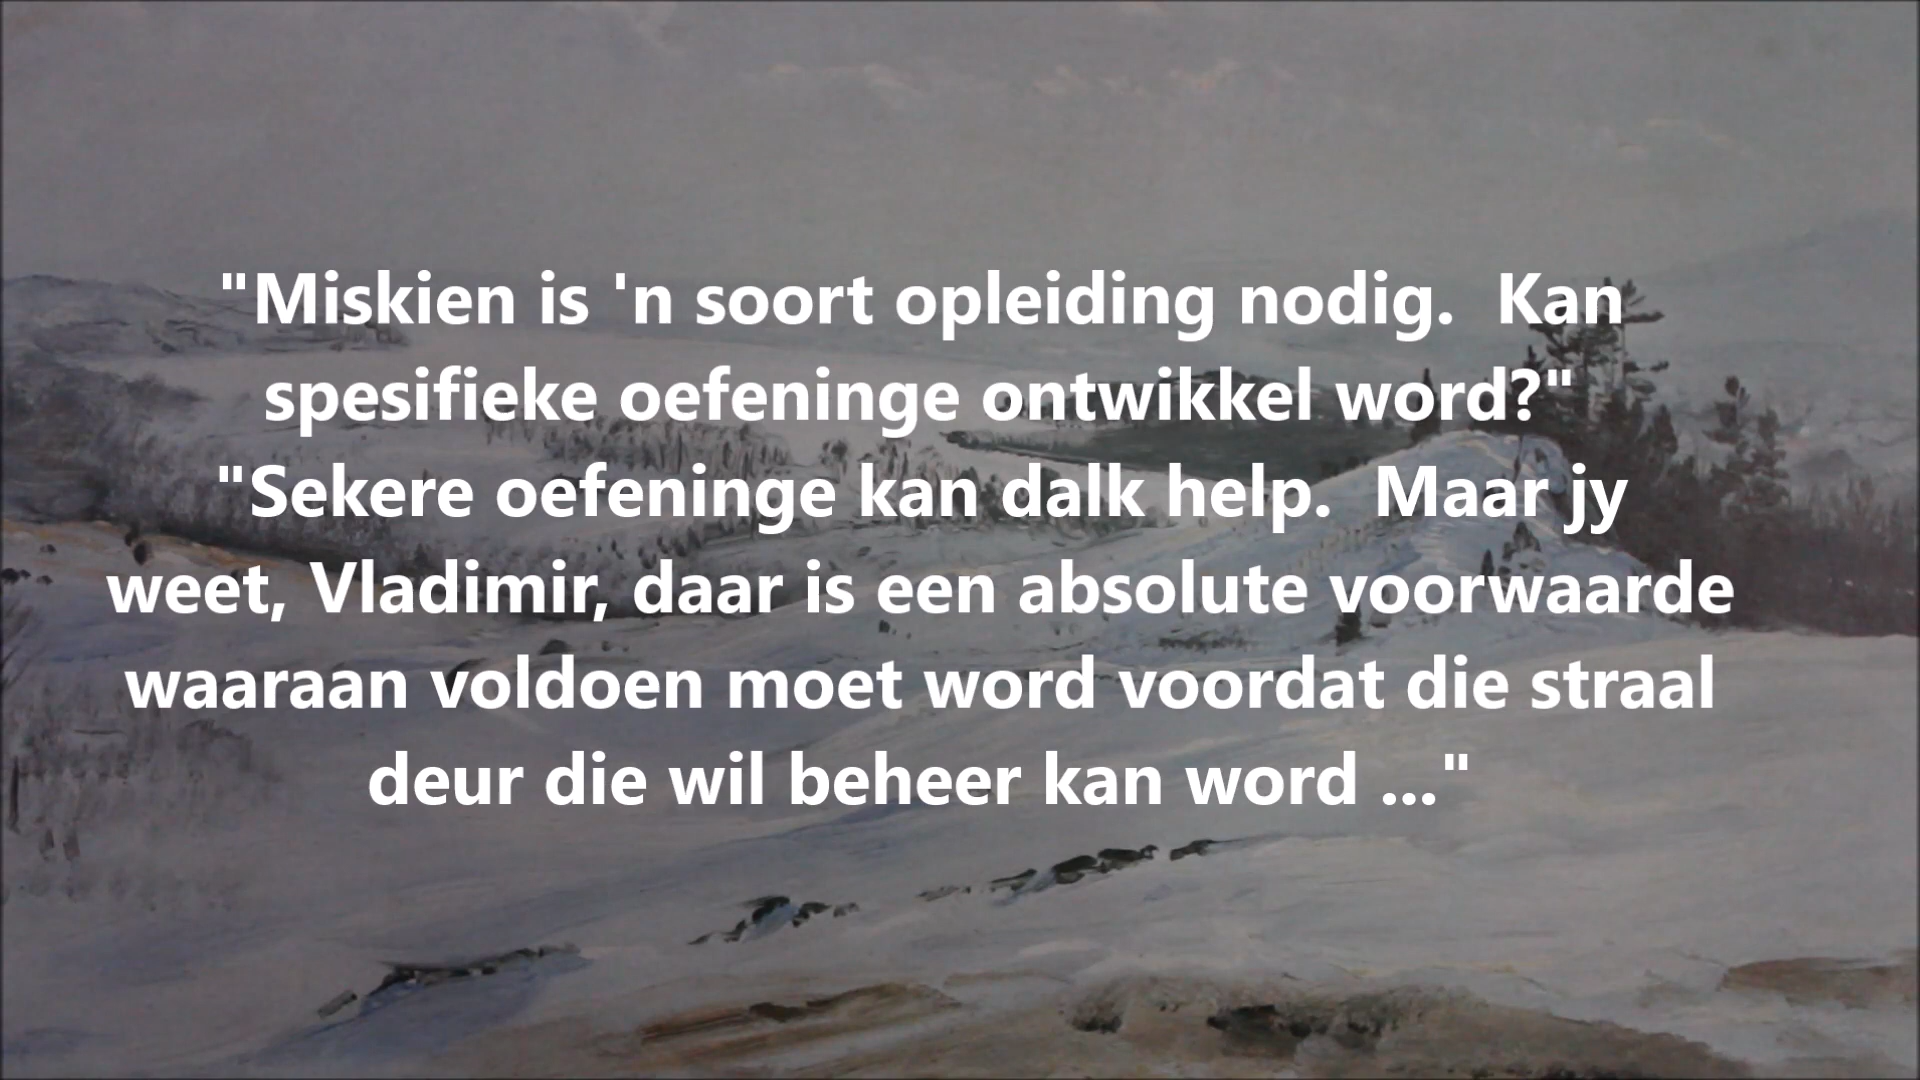 "Miskien is 'n soort opleiding nodig.  Kan
spesifieke oefeninge ontwikkel word?"
"Sekere oefeninge kan dalk help.  Maar jy
weet, Vladimir, daar is een absolute voorwaarde
waaraan voldoen moet word voordat die straal
deur die wil beheer kan word ..."